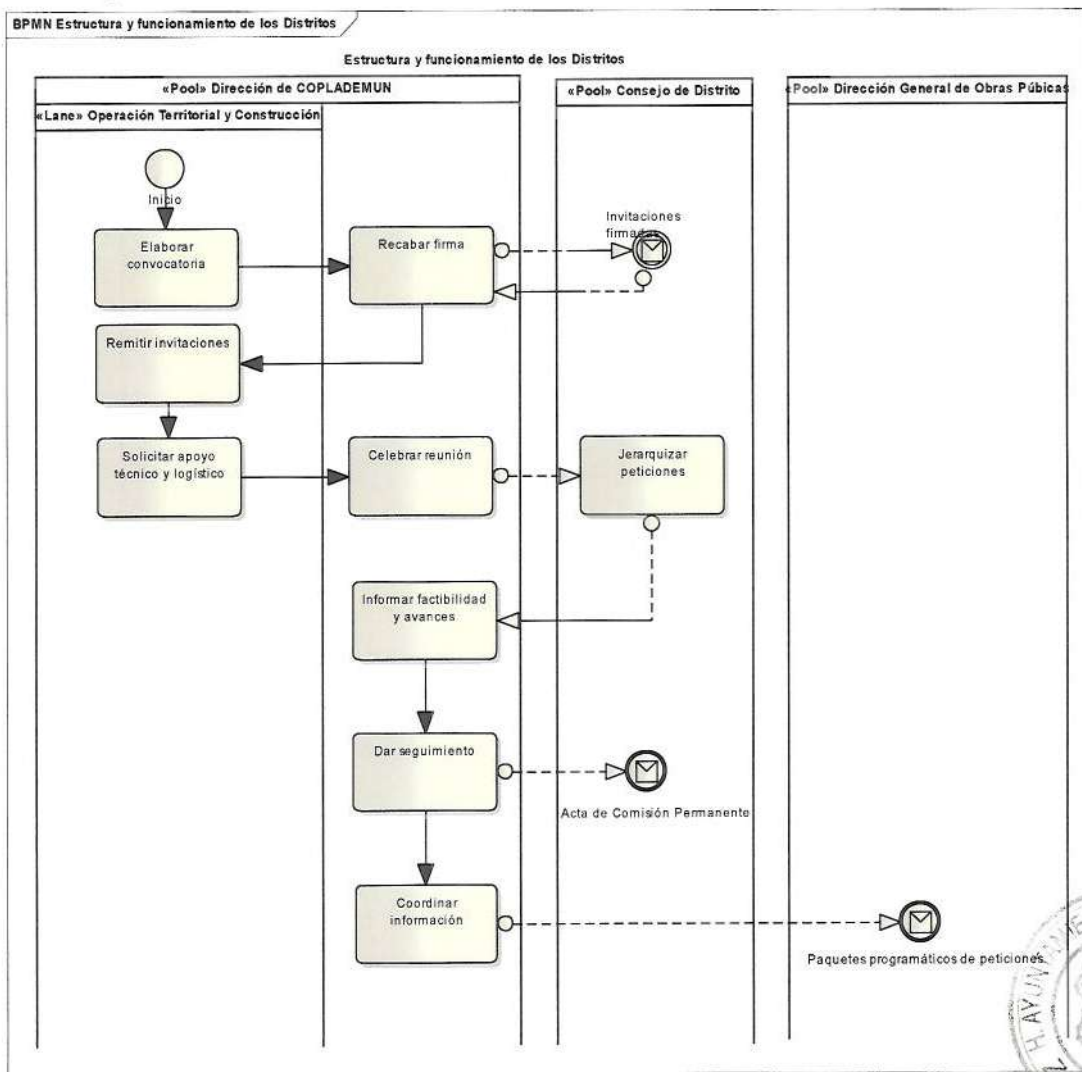 BPMN Estructura y funcionamiento de los Distritos
Estructura y funcionamiento de los Distritos
«Pool» Dirección de COPLADEMUN
«Pool» Consejo de Distrito
«Pool» Dirección General de Obras Púbicas
«Lane» Operación Territorial y Construcción
Inicio
Elaborar
convocatoria
Recabar firma
Invitaciones
firmadas
Remitir invitaciones
Solicitar apoyo
técnico y logístico
Celebrar reunión
Jerarquizar
peticiones
Informar factibilidad
y avances
Dar seguimiento
Acta de Comisión Permanente
Coordinar
información
Paquetes programáticos de peticiones
H. AYUNTAMIE